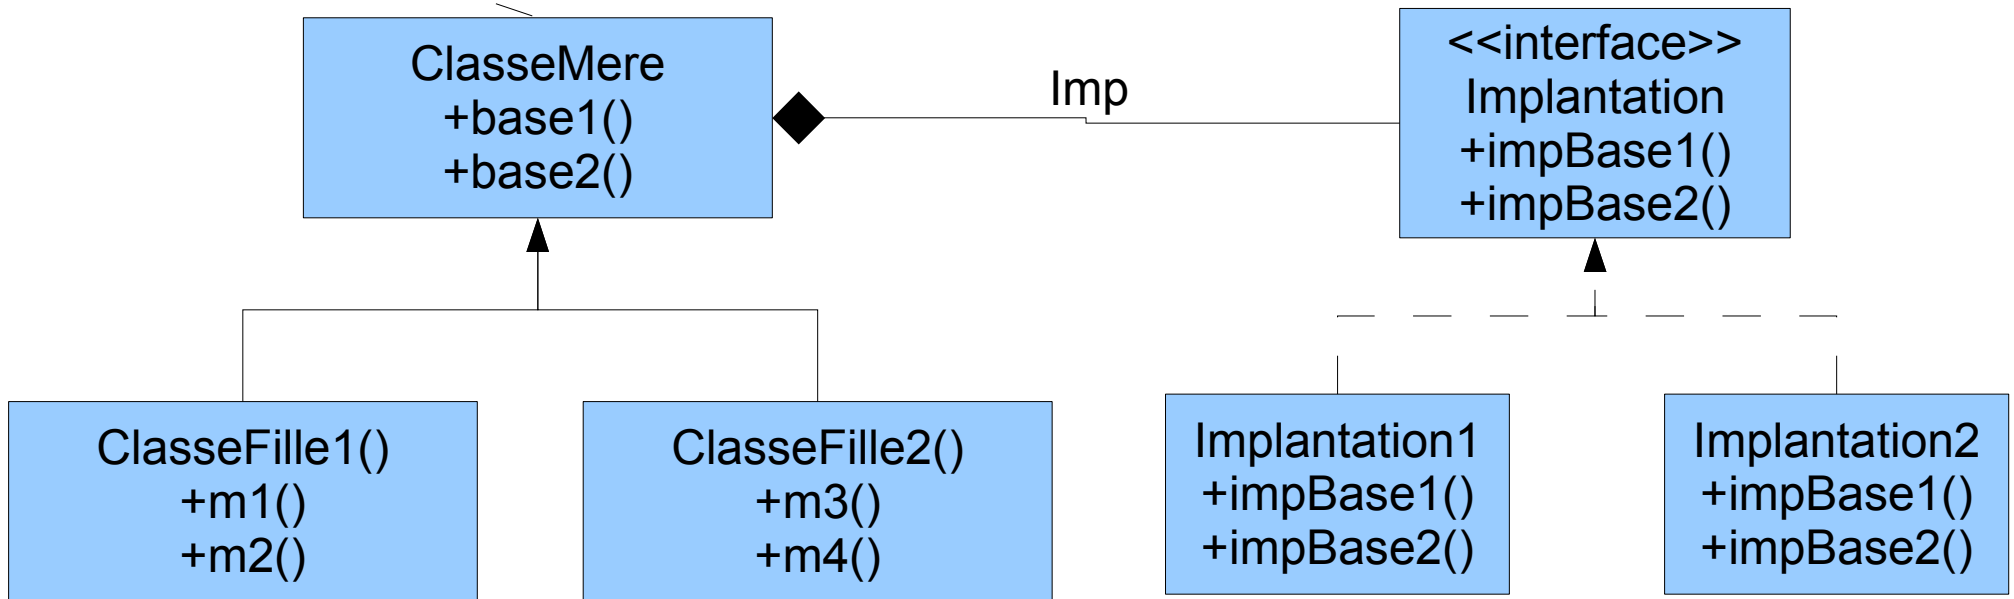 ClasseMere
+base1()
+base2()
Imp
<<interface>>
Implantation
+impBase1()
+impBase2()
ClasseFille1()
+m1()
+m2()
ClasseFille2()
+m3()
+m4()
Implantation1
+impBase1()
+impBase2()
Implantation2
+impBase1()
+impBase2()